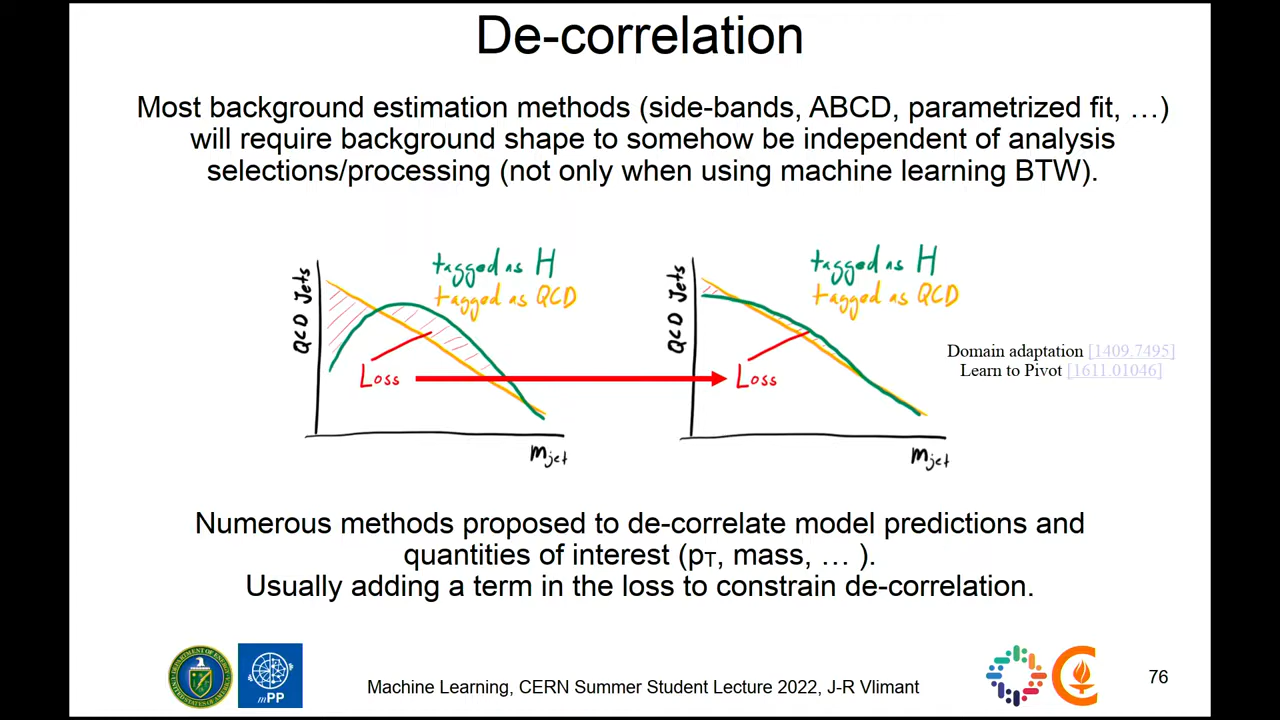 De-correlation
Most background estimation methods (side-bands, ABCD, parametrized fit, …)
will require background shape to somehow be independent of analysis
selections/processing (not only when using machine learning BTW).
tagged as H
tagged as QCD
QCD Jets
Loss
mjet
tagged as H
tagged as QCD
QCD Jets
Loss
mjet
Domain adaptation [1409.7495]
Learn to Pivot [1611.01046]
Numerous methods proposed to de-correlate model predictions and
quantities of interest (pT, mass, … ).
Usually adding a term in the loss to constrain de-correlation.
mPP
Machine Learning, CERN Summer Student Lecture 2022, J-R Vlimant
76